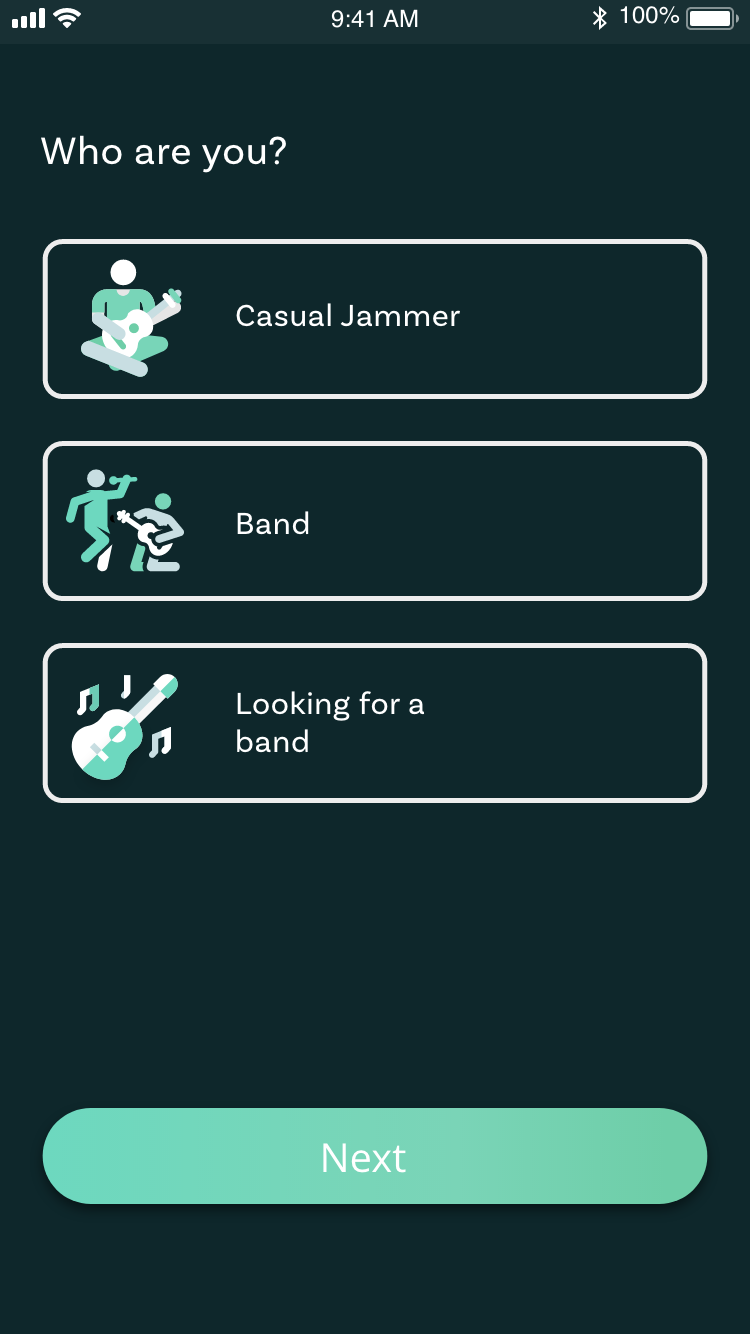 9:41 AM
100%
Who are you?
Casual Jammer
Band
Looking for a
band
Next